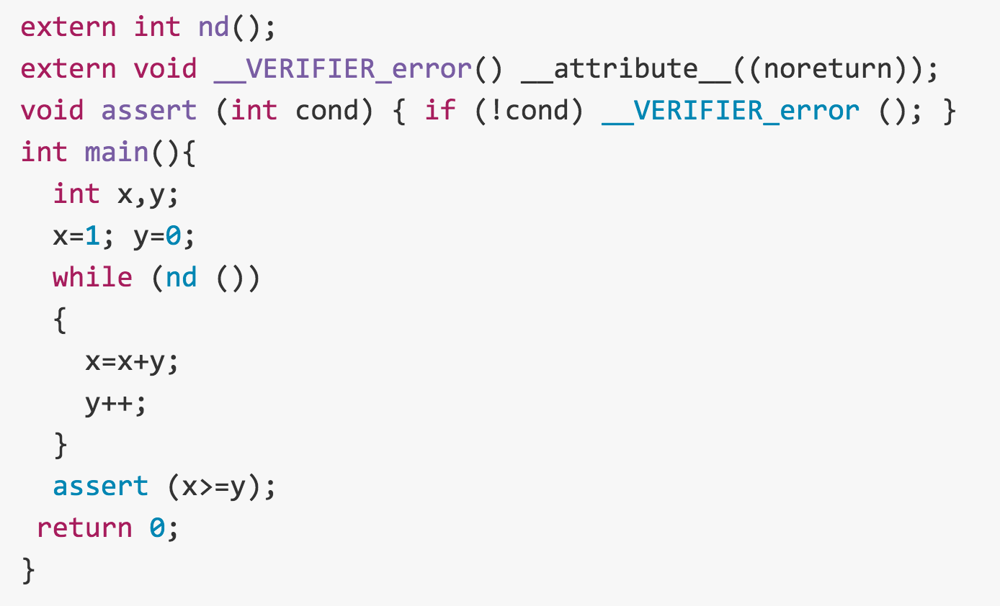 extern int nd();
extern void __VERIFIER_error() __attribute__((noreturn));
void assert (int cond) { if (!cond) __VERIFIER_error (); }
int main(){
  int x,y;
  x=1; y=0;
  while (nd ())
  {
    x=x+y;
    y++;
  }
  assert (x>=y);
 return 0;
}